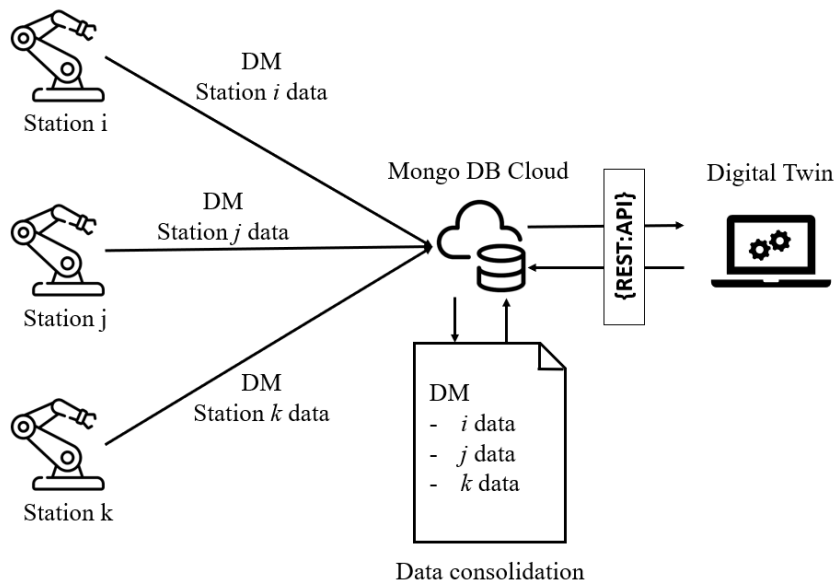 DM
Station i data
Station i
DM
Station j data
Station j
DM
Station k data
Station k
Mongo DB Cloud
{REST:API}
Digital Twin
DM
- i data
- j data
- k data
Data consolidation